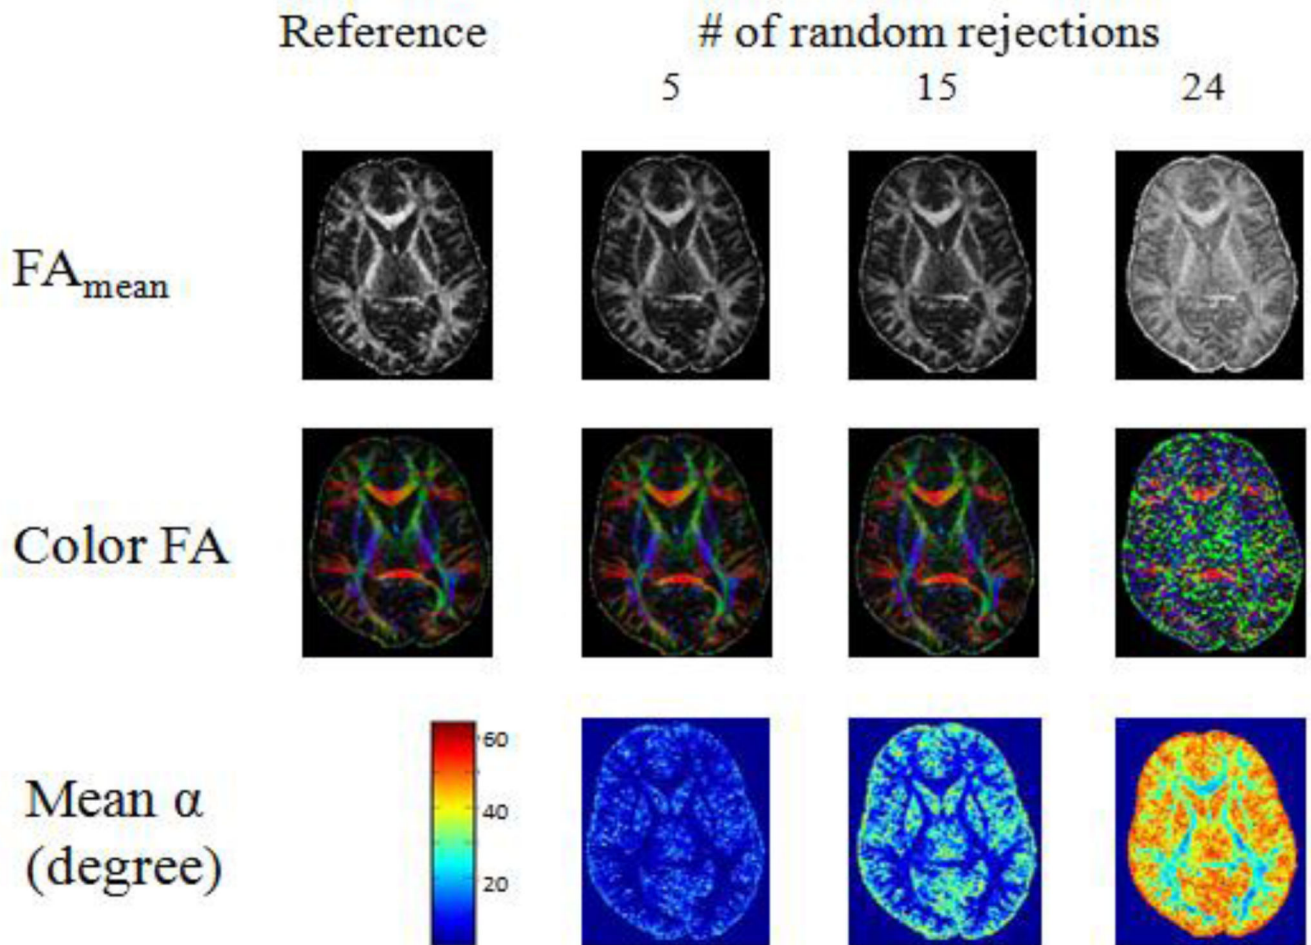 Reference
# of random rejections
5 15 24
FAmean
Color FA
Mean α
(degree)
60
40
20